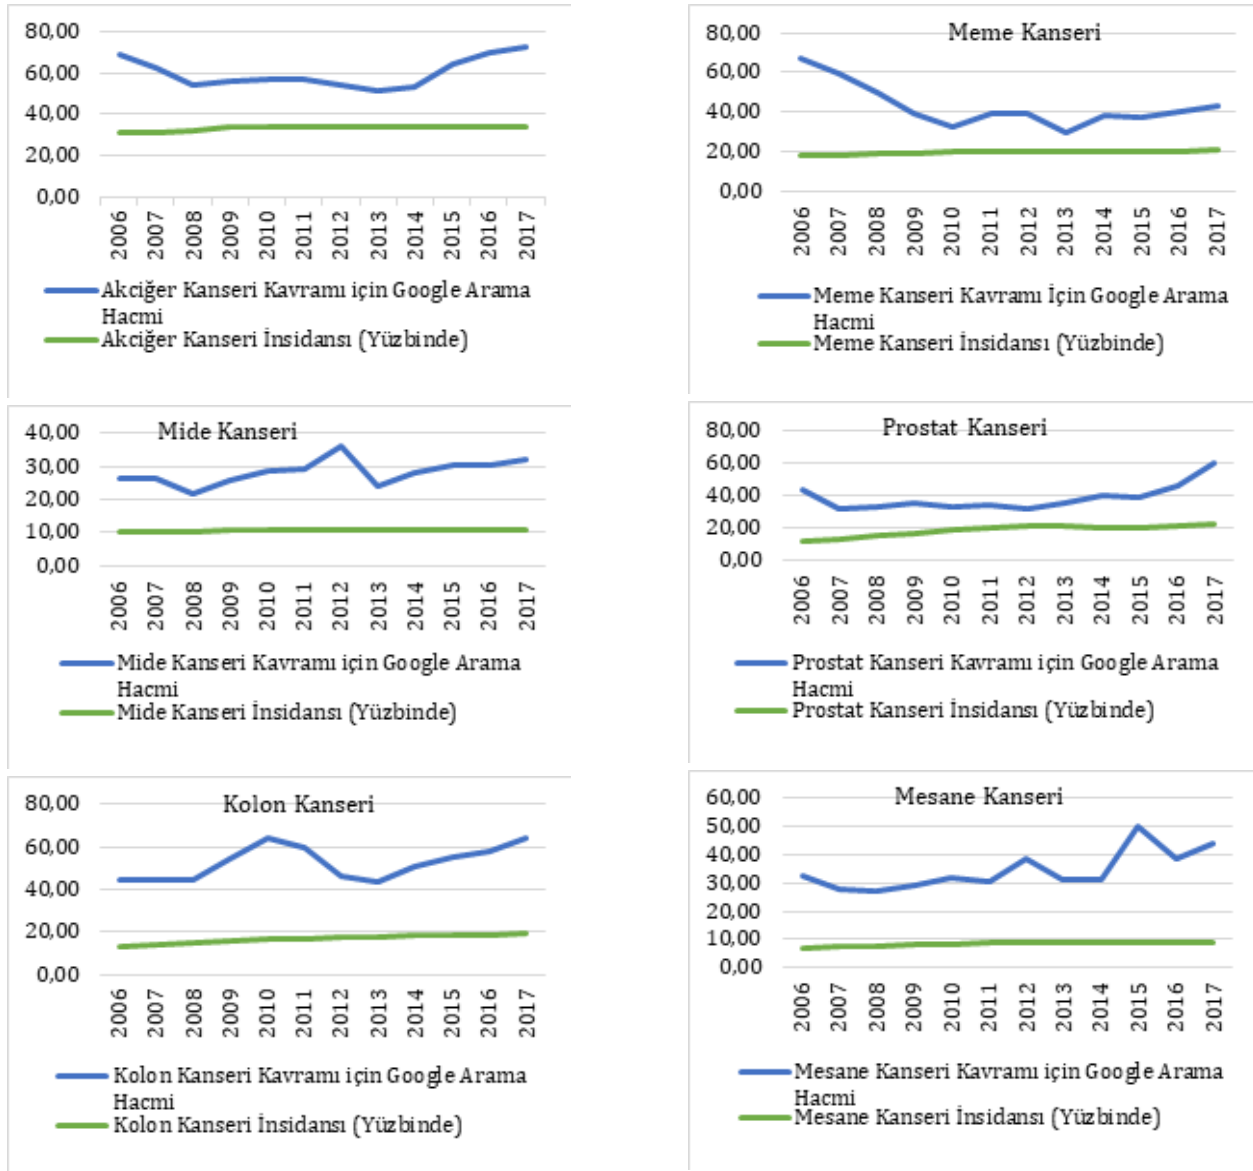 80,00
60,00
40,00
20,00
0,00
2006 2007 2008 2009 2010 2011 2012 2013 2014 2015 2016 2017
Akciğer Kanseri Kavramı için Google Arama
Hacmi
Akciğer Kanseri İnsidansı (Yüzbinde)
Meme Kanseri
80,00
60,00
40,00
20,00
0,00
2006 2007 2008 2009 2010 2011 2012 2013 2014 2015 2016 2017
Meme Kanseri Kavramı İçin Google Arama
Hacmi
Meme Kanseri İnsidansı (Yüzbinde)
Mide Kanseri
40,00
30,00
20,00
10,00
0,00
2006 2007 2008 2009 2010 2011 2012 2013 2014 2015 2016 2017
Mide Kanseri Kavramı için Google Arama
Hacmi
Mide Kanseri İnsidansı (Yüzbinde)
Prostat Kanseri
80,00
60,00
40,00
20,00
0,00
2006 2007 2008 2009 2010 2011 2012 2013 2014 2015 2016 2017
Prostat Kanseri Kavramı için Google Arama
Hacmi
Prostat Kanseri İnsidansı (Yüzbinde)
Kolon Kanseri
80,00
60,00
40,00
20,00
0,00
2006 2007 2008 2009 2010 2011 2012 2013 2014 2015 2016 2017
Kolon Kanseri Kavramı için Google Arama
Hacmi
Kolon Kanseri İnsidansı (Yüzbinde)
Mesane Kanseri
60,00
50,00
40,00
30,00
20,00
10,00
0,00
2006 2007 2008 2009 2010 2011 2012 2013 2014 2015 2016 2017
Mesane Kanseri Kavramı için Google Arama
Hacmi
Mesane Kanseri İnsidansı (Yüzbinde)